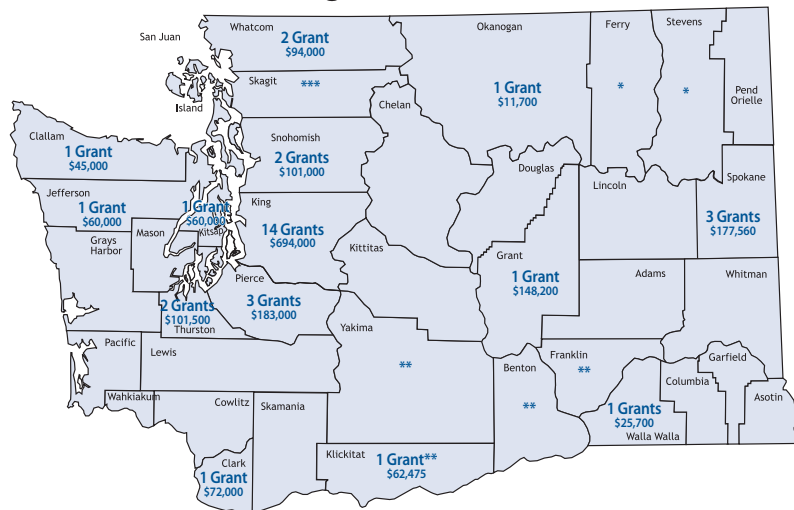 San Juan
Whatcom
2 Grant
$94,000
Okanogan
1 Grant
$11,700
Ferry
*
Stevens
*
Pend
Orielle
Skagit ***
Island
Chelan
Clallam
1 Grant
$45,000
Snohomish
2 Grants
$101,000
Douglas
Lincoln
Spokane
3 Grants
$177,560
Jefferson
1 Grant
$60,000
1 Grant
$60,000
Kitsap
King
14 Grants
$694,000
Mason
Grays
Harbor
Kittitas
Grant
1 Grant
$148,200
Adams
Whitman
Pierce
3 Grants
$183,000
2 Grants
$101,500
Thurston
Yakima
**
Pacific
Lewis
Benton
**
Franklin
**
Garfield
Columbia
Asotin
Wahkiakum
Cowlitz
Skamania
1 Grants
$25,700
Walla Walla
Clark
1 Grant
$72,000
Klickitat
1 Grant**
$62,475